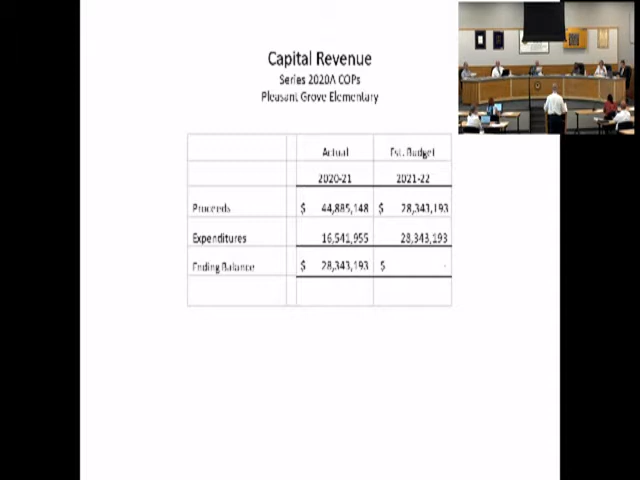 Capital Revenue
Series 2020A COPs
Pleasant Grove Elementary
Actual Est. Budget
2020-21 2021-22
Proceeds $ 44,885,148 $ 28,343,193
Expenditures 16,541,955 28,343,193
Ending Balance $ 28,343,193 $ -